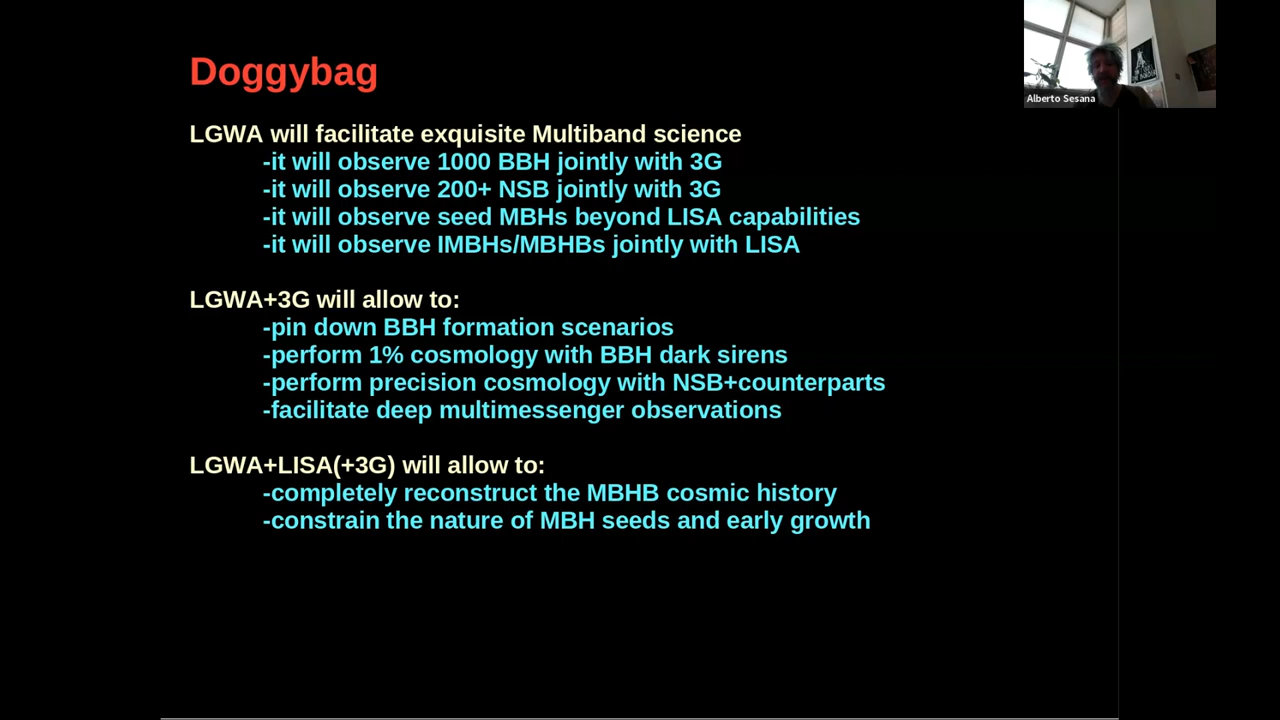 Doggybag
Alberto Sesana
LGWA will facilitate exquisite Multiband science
-it will observe 1000 BBH jointly with 3G
-it will observe 200+ NSB jointly with 3G
-it will observe seed MBHs beyond LISA capabilities
-it will observe IMBHs/MBHBs jointly with LISA
LGWA+3G will allow to:
-pin down BBH formation scenarios
-perform 1% cosmology with BBH dark sirens
-perform precision cosmology with NSB+counterparts
-facilitate deep multimessenger observations
LGWA+LISA(+3G) will allow to:
-completely reconstruct the MBHB cosmic history
-constrain the nature of MBH seeds and early growth